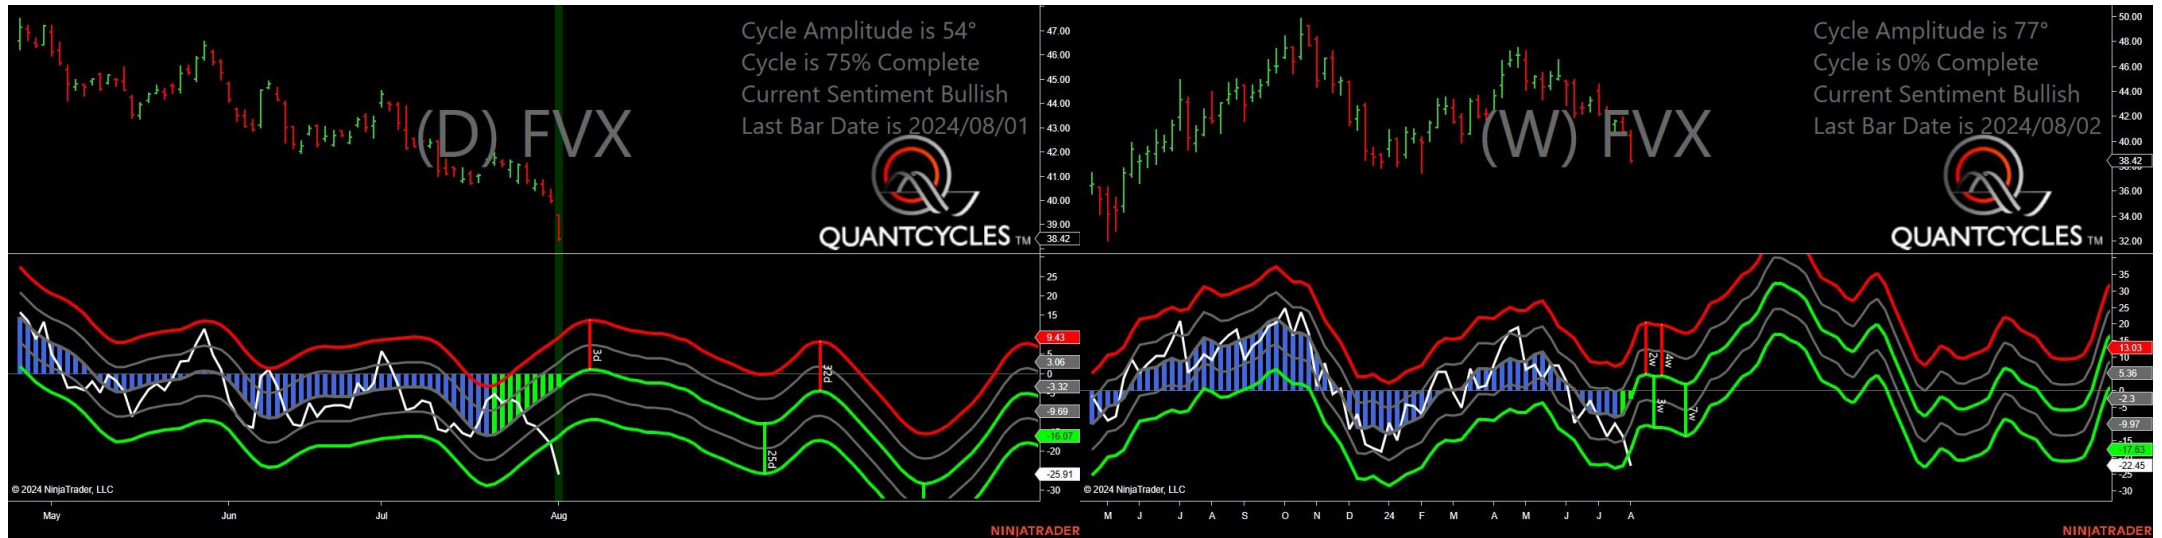 Cycle Amplitude is 54°
Cycle is 75% Complete
Current Sentiment Bullish
Last Bar Date is 2024/08/01
(D) FVX
QUANTCYCLES TM
47.00
46.00
45.00
44.00
43.00
42.00
41.00
40.00
39.00
38.42
25
20
15
9.43
5
3.06
0
-3.32
-9.69
-16.07
-20
-25.91
-30
3d
25d
32d
© 2024 NinjaTrader, LLC
May Jun Jul Aug
NINJATRADER
Cycle Amplitude is 77°
Cycle is 0% Complete
Current Sentiment Bullish
Last Bar Date is 2024/08/02
(W) FVX
QUANTCYCLES TM
50.00
48.00
46.00
44.00
42.00
40.00
38.42
36.00
34.00
32.00
35
30
25
20
13.03
10
5.36
0
-2.3
-5
-9.97
-15
-17.63
-22.45
-25
-30
2w
4w
3w
7w
© 2024 NinjaTrader, LLC
M J J A S O N D 24 F M A M J J A
NINJATRADER